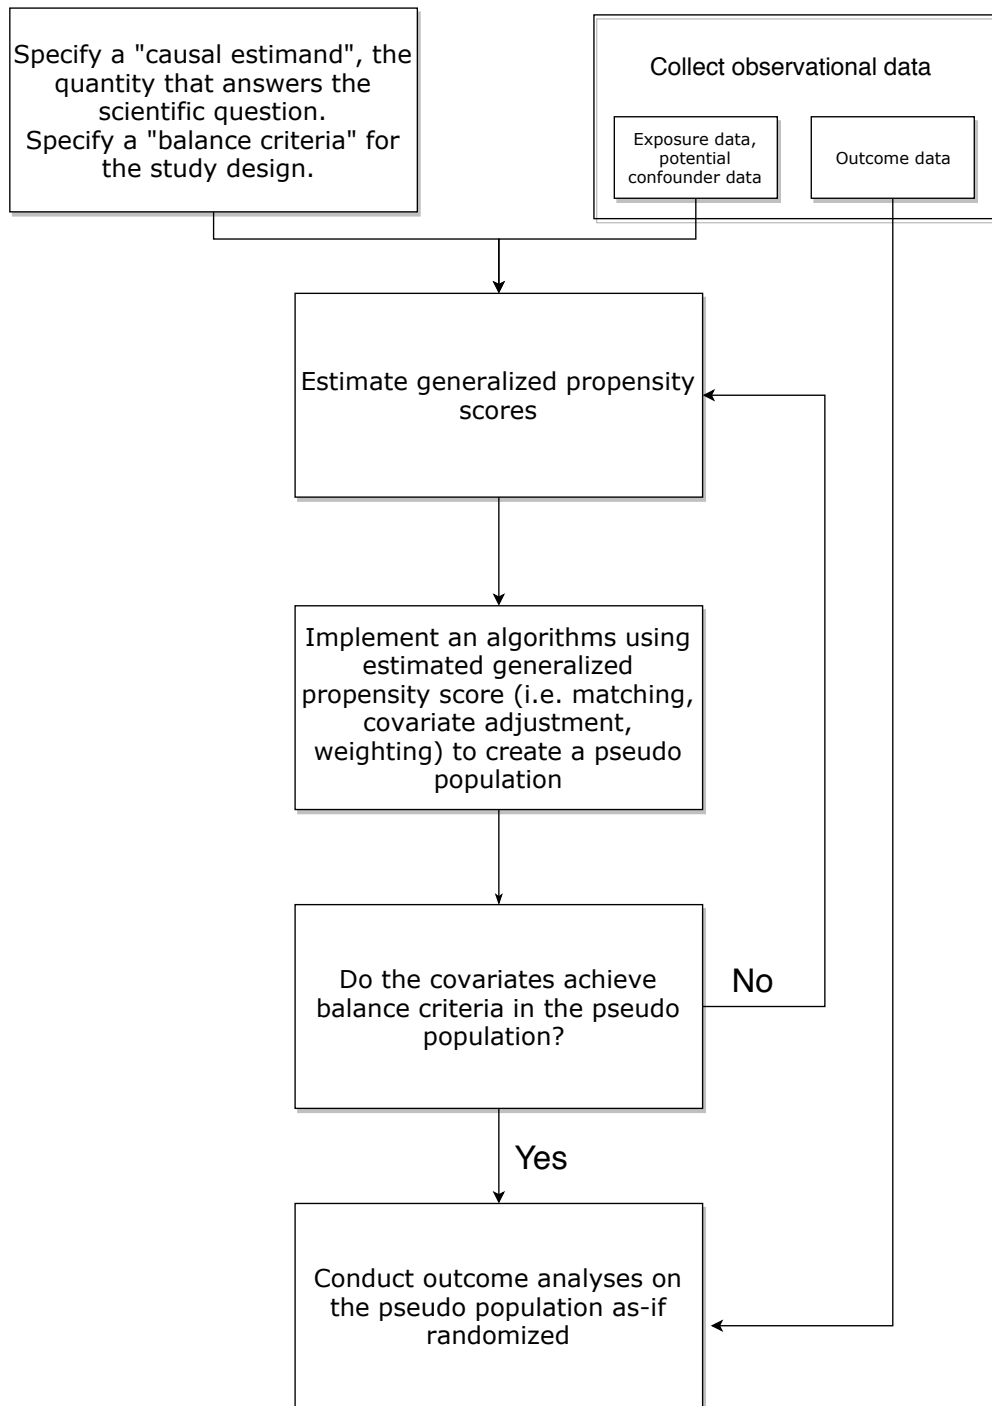 Specify a "causal estimand", the
quantity that answers the
scientific question.
Specify a "balance criteria" for
the study design.
Collect observational data
Exposure data,
potential
confounder data
Outcome data
Estimate generalized propensity
scores
Implement an algorithms using
estimated generalized
propensity score (i.e. matching,
covariate adjustment,
weighting) to create a pseudo
population
Do the covariates achieve
balance criteria in the pseudo
population?
No
Yes
Conduct outcome analyses on
the pseudo population as-if
randomized